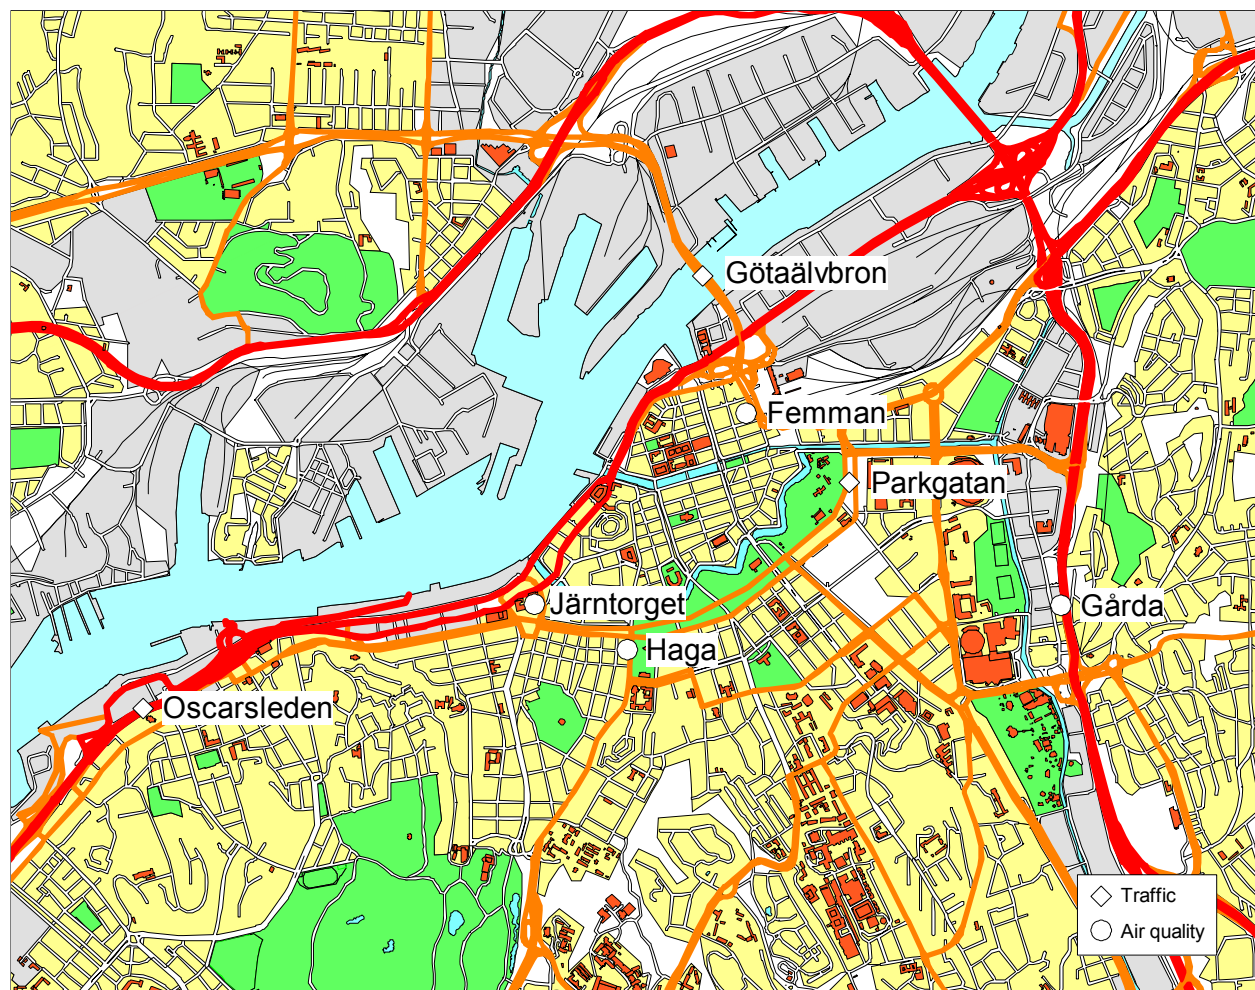 Götaälvbron
Femman
Parkgatan
Järntorget
Gårda
Haga
Oscarsleden
Traffic
Air quality